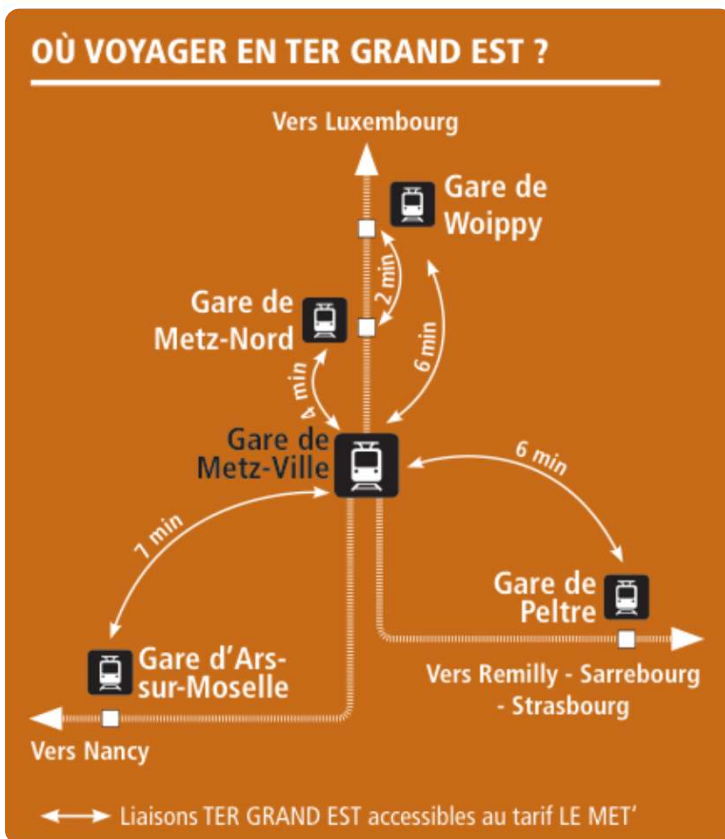 OÙ VOYAGER EN TER GRAND EST ?
Vers Luxembourg
Gare de
Woippy
2 min
Gare de
Metz-Nord
6 min
4 min
Gare de
Metz-Ville
6 min
7 min
Gare de
Peltre
Gare d’Ars-
sur-Moselle
Vers Remilly - Sarrebourg
- Strasbourg
Vers Nancy
Liaisons TER GRAND EST accessibles au tarif LE MET’